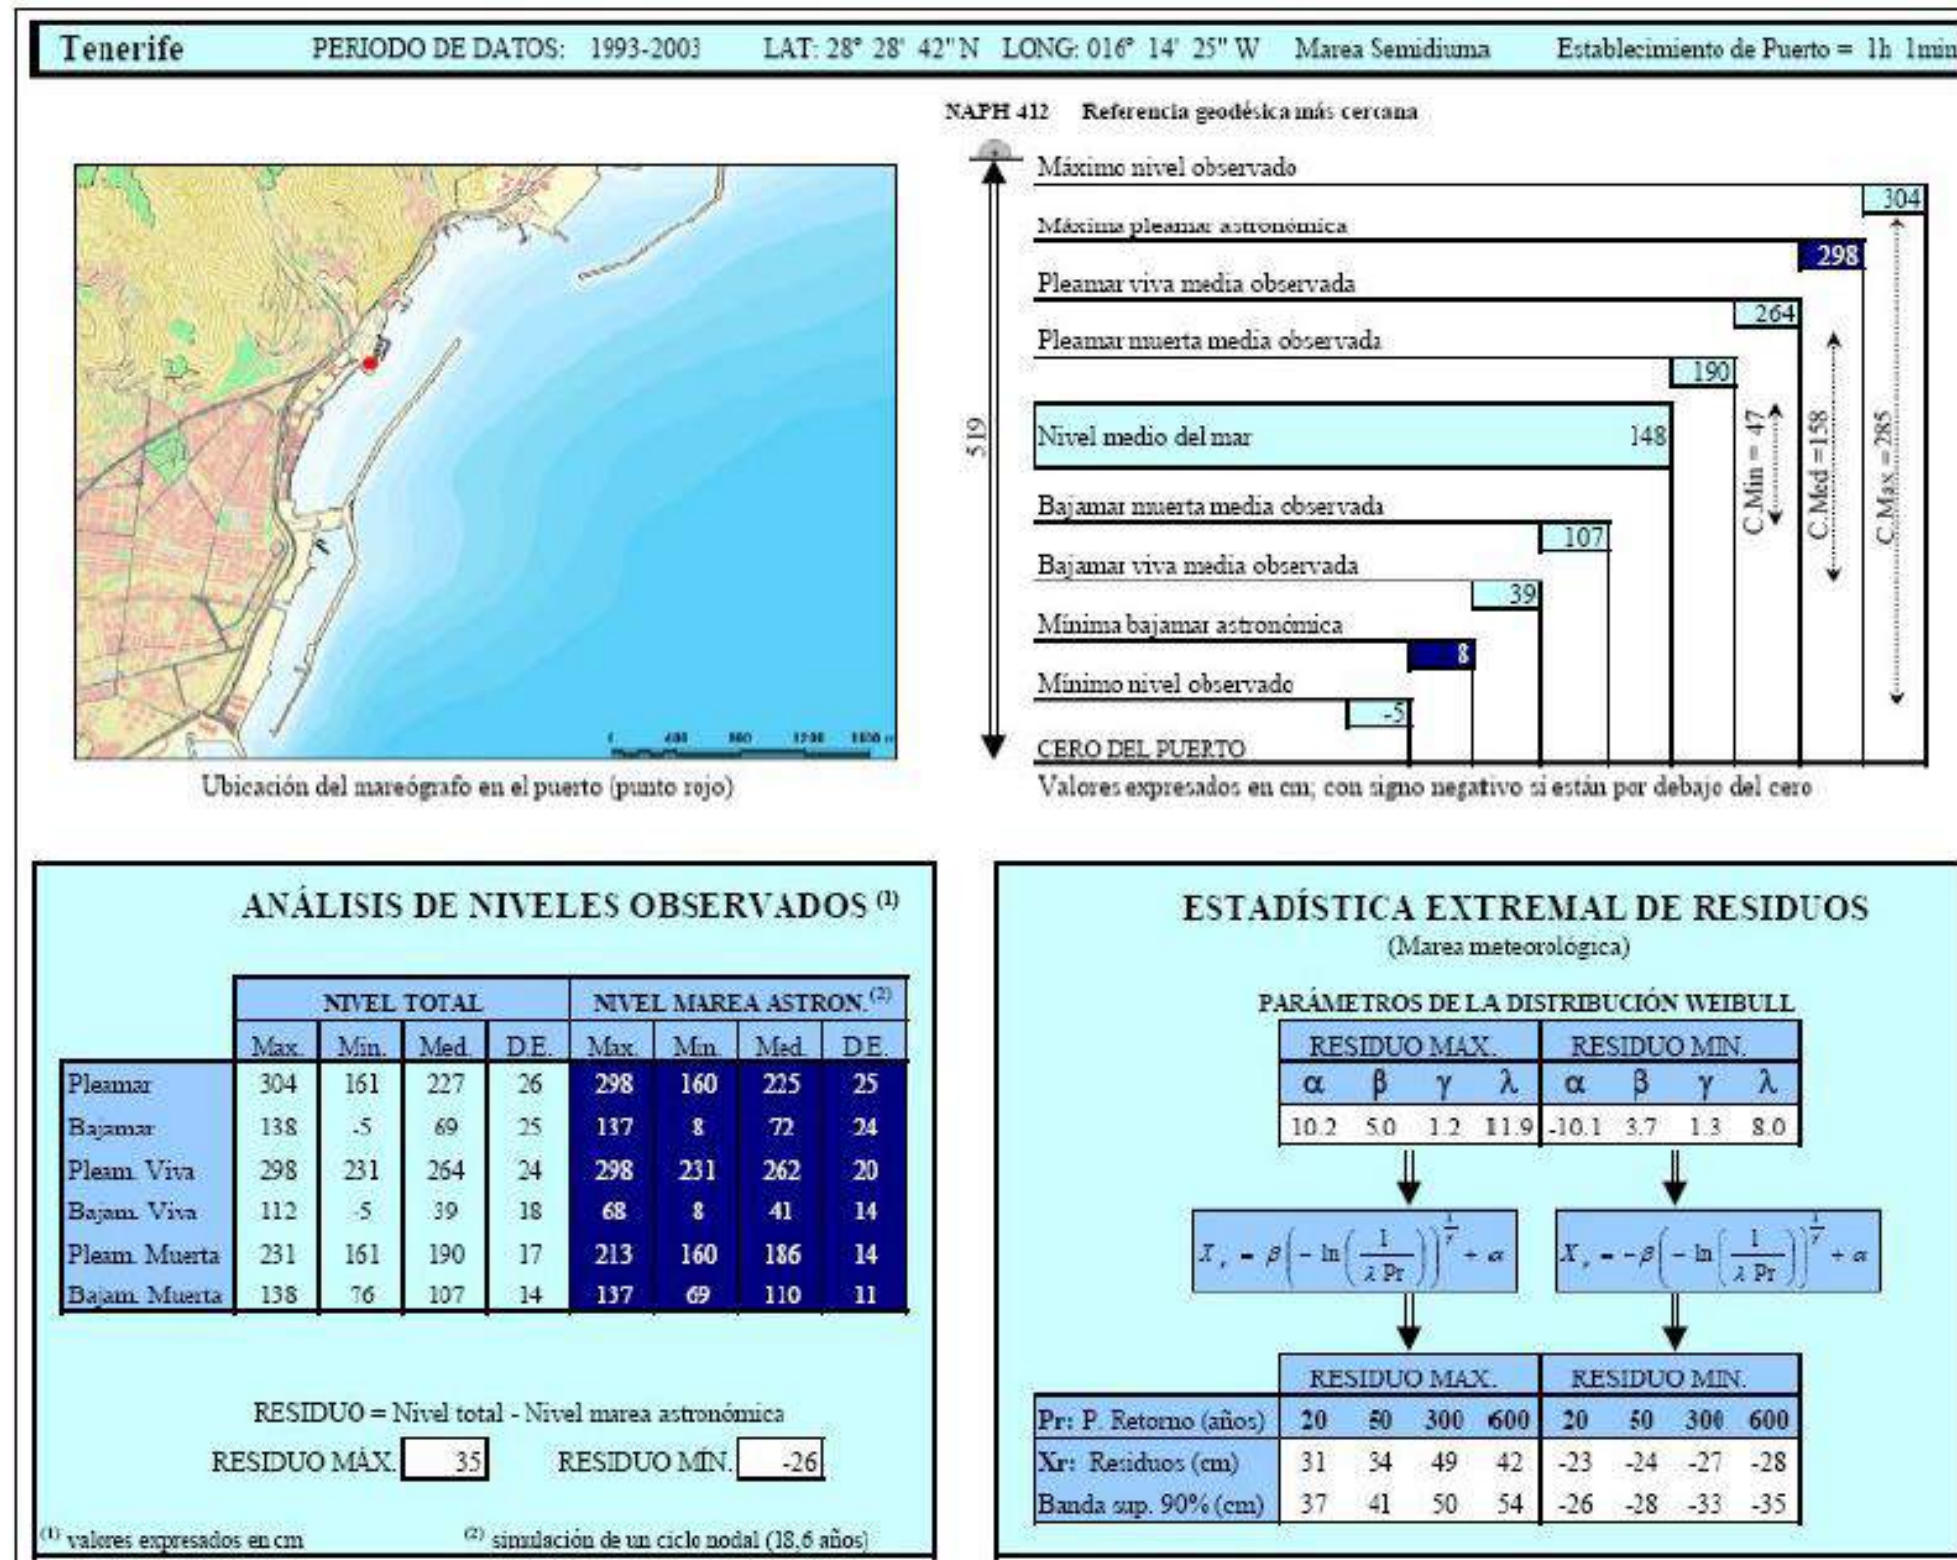 Tenerife PERIODO DE DATOS: 1993-2003 LAT: 28° 28' 42" N LONG: 016° 14' 25" W Marea Semidiuma Establecimiento de Puerto = 1h 1min
NAPH 412 Referencia geodésica más cercana
Máximo nivel observado
304
Máxima pleamar astronómica
298
Pleamar viva media observada
264
Pleamar muerta media observada
190
519
Nivel medio del mar 148
C.Min = 47
C.Med =158
C.Max =285
Bajamar muerta media observada
107
Bajamar viva media observada
39
Mínima bajamar astronómica
8
Mínimo nivel observado
-5
CERO DEL PUERTO
Valores expresados en cm; con signo negativo si están por debajo del cero
400 800 1200
Ubicación del mareógrafo en el puerto (punto rojo)
ANÁLISIS DE NIVELES OBSERVADOS (1)
NIVEL TOTAL NIVEL MAREA ASTRON. (2)
Max. Min. Med. D.E. Max. Min. Med. D.E.
Pleamar 304 161 227 26 298 160 225 25
Bajamar 138 -5 69 25 137 8 72 24
Pleam. Viva 298 231 264 24 298 231 262 20
Bajam. Viva 112 -5 39 18 68 8 41 14
Pleam. Muerta 231 161 190 17 213 160 186 14
Bajam. Muerta 138 76 107 14 137 69 110 11
RESIDUO = Nivel total - Nivel marea astronómica
RESIDUO MÁX. 35 RESIDUO MÍN. -26
(1) valores expresados en cm (2) simulación de un ciclo nodal (18,6 años)
ESTADÍSTICA EXTREMAL DE RESIDUOS
(Marea meteorológica)
PARÁMETROS DE LA DISTRIBUCIÓN WEIBULL
RESIDUO MAX. RESIDUO MIN.
α β γ λ α β γ λ
10.2 5.0 1.2 11.9 -10.1 3.7 1.3 8.0
X r = β ( - ln ( 1 / λ Pr ) ) ^ 1/γ + α X r = - β ( - ln ( 1 / λ Pr ) ) ^ 1/γ + α
RESIDUO MAX. RESIDUO MIN.
Pr: P. Retorno (años) 20 50 300 600 20 50 300 600
Xr: Residuos (cm) 31 34 49 42 -23 -24 -27 -28
Banda sup. 90% (cm) 37 41 50 54 -26 -28 -33 -35